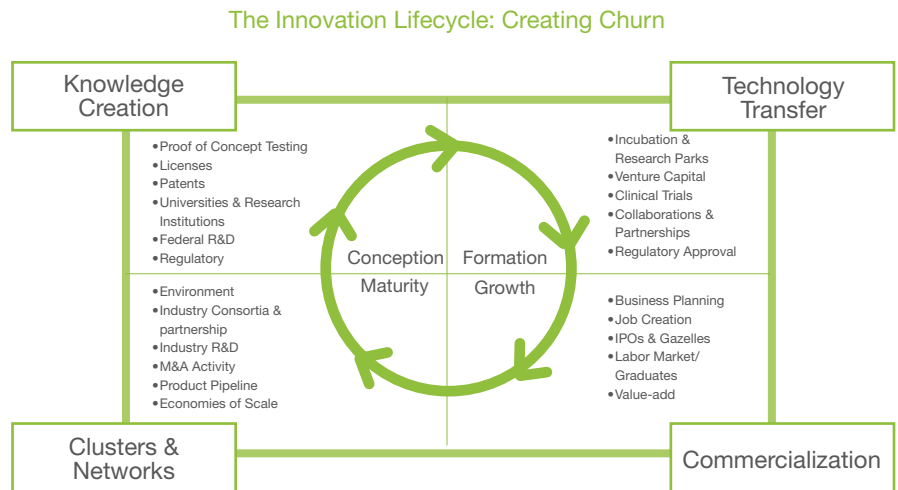 The Innovation Lifecycle: Creating Churn
Knowledge
Creation
•Proof of Concept Testing
•Licenses
•Patents
•Universities & Research
Institutions
•Federal R&D
•Regulatory
Technology
Transfer
•Incubation &
Research Parks
•Venture Capital
•Clinical Trials
•Collaborations &
Partnerships
•Regulatory Approval
Conception
Formation
Maturity
Growth
•Environment
•Industry Consortia &
partnership
•Industry R&D
•M&A Activity
•Product Pipeline
•Economies of Scale
Clusters &
Networks
•Business Planning
•Job Creation
•IPOs & Gazelles
•Labor Market/
Graduates
•Value-add
Commercialization